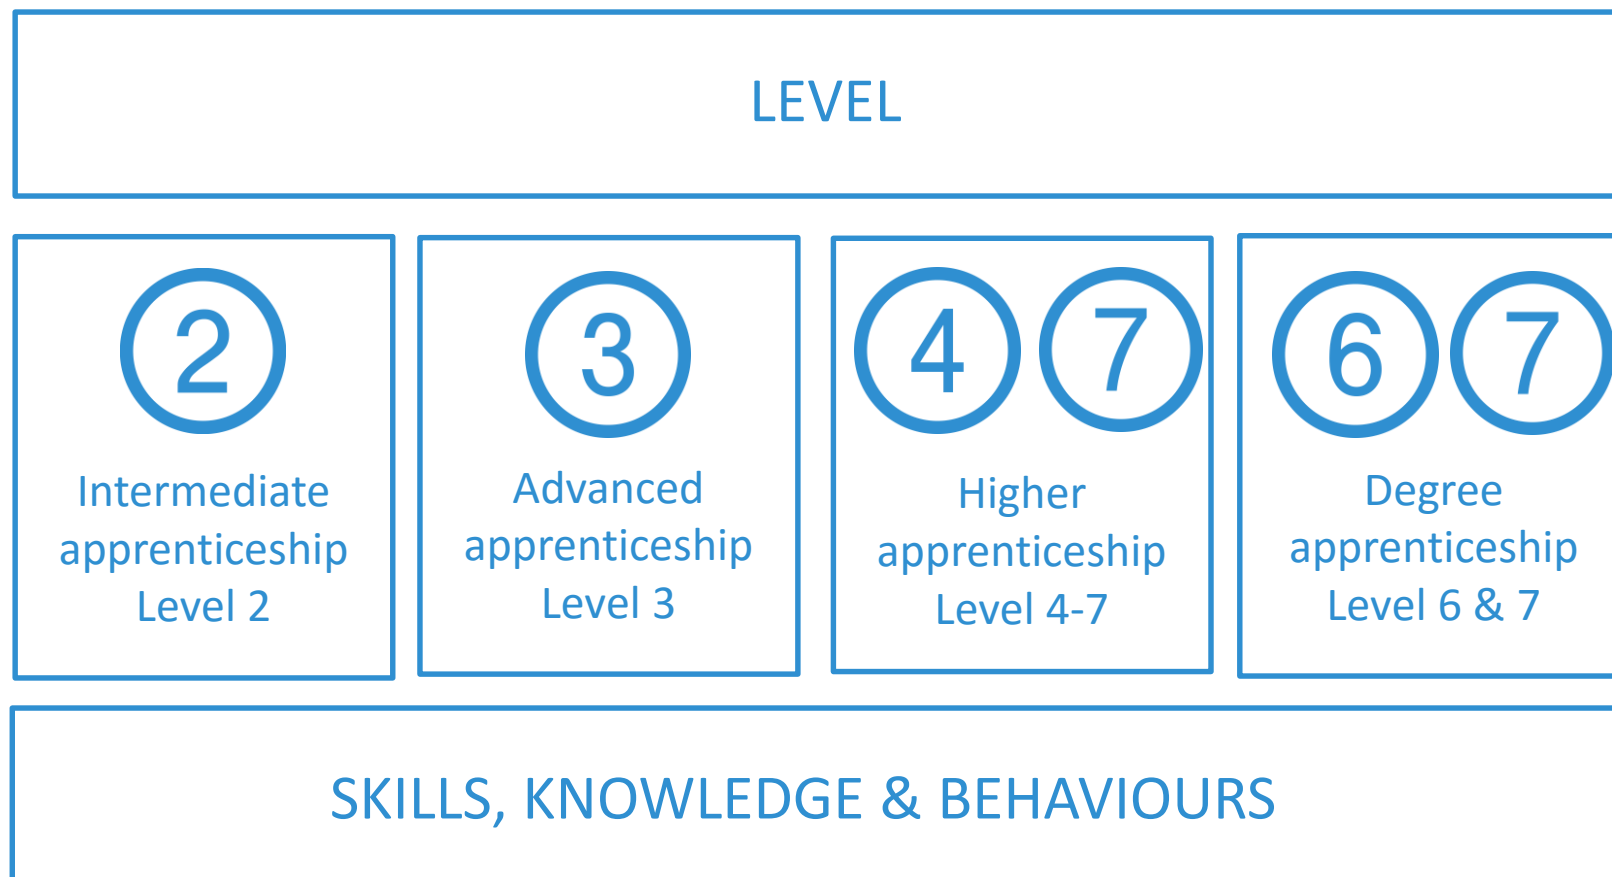 LEVEL
2
Intermediate
apprenticeship
Level 2
3
Advanced
apprenticeship
Level 3
4 7
Higher
apprenticeship
Level 4-7
6 7
Degree
apprenticeship
Level 6 & 7
SKILLS, KNOWLEDGE & BEHAVIOURS